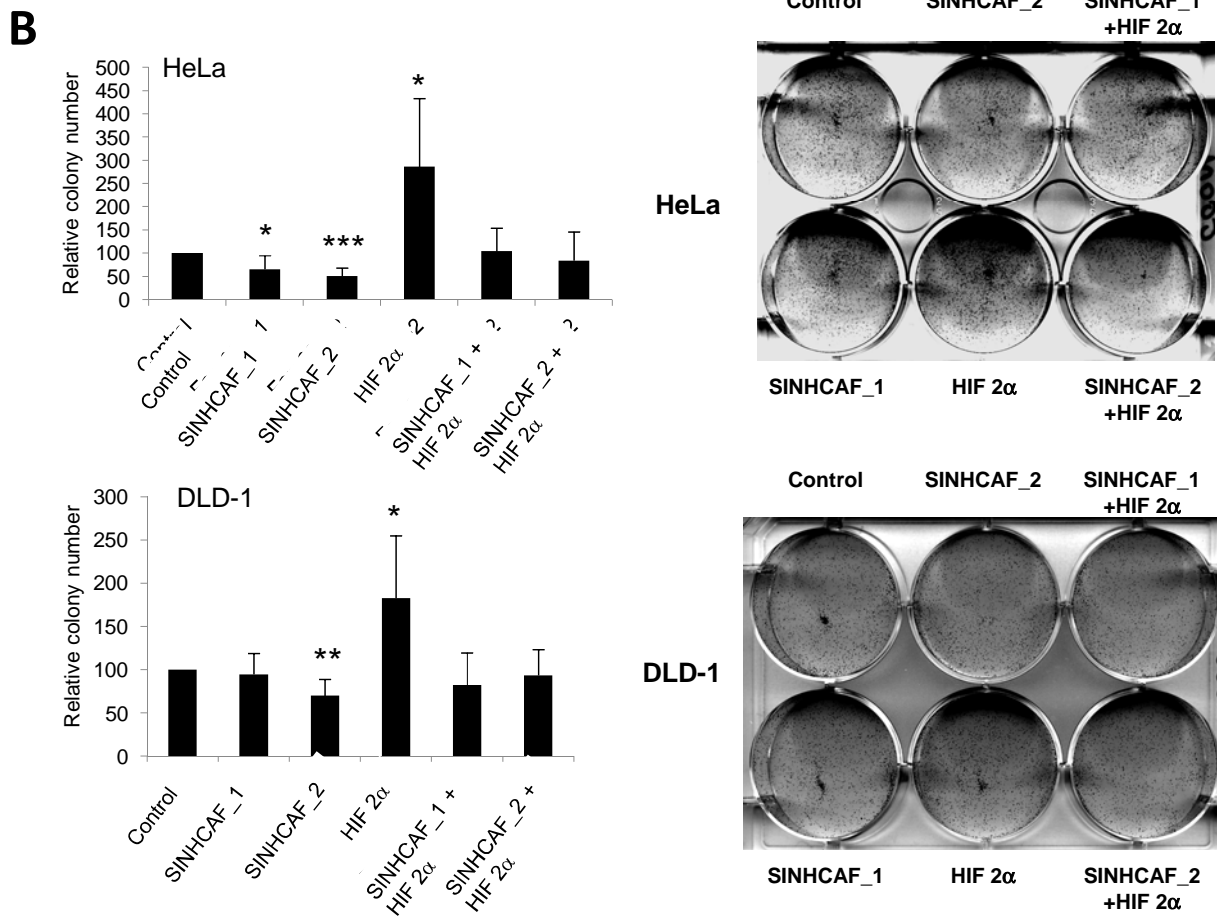 B
HeLa
Relative colony number
500
450
400
350
300
250
200
150
100
50
0
*
***
*
Control
SINHCAF_1
SINHCAF_2
HIF 2α
SINHCAF_1 +
HIF 2α
SINHCAF_2 +
HIF 2α
Control SINHCAF_2 SINHCAF_1
+HIF 2α
HeLa
SINHCAF_1 HIF 2α SINHCAF_2
+HIF 2α
DLD-1
Relative colony number
300
250
200
150
100
50
0
**
*
Control
SINHCAF_1
SINHCAF_2
HIF 2α
SINHCAF_1 +
HIF 2α
SINHCAF_2 +
HIF 2α
Control SINHCAF_2 SINHCAF_1
+HIF 2α
DLD-1
SINHCAF_1 HIF 2α SINHCAF_2
+HIF 2α